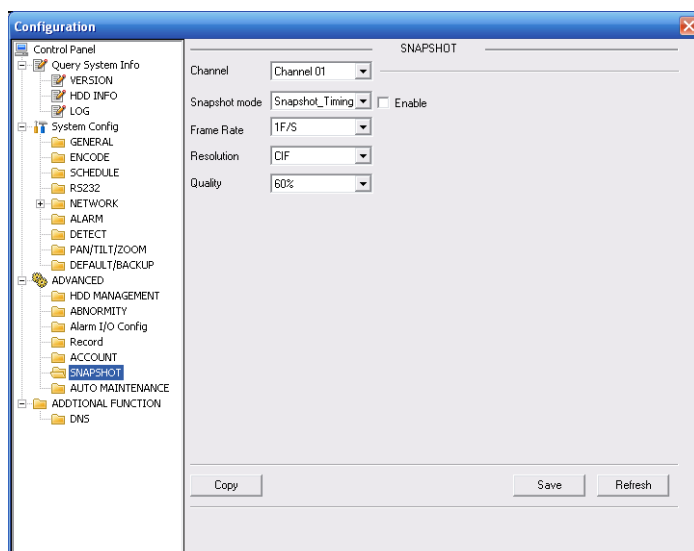 Configuration
Control Panel
Query System Info
VERSION
HDD INFO
LOG
System Config
GENERAL
ENCODE
SCHEDULE
RS232
NETWORK
ALARM
DETECT
PAN/TILT/ZOOM
DEFAULT/BACKUP
ADVANCED
HDD MANAGEMENT
ABNORMITY
Alarm I/O Config
Record
ACCOUNT
SNAPSHOT
AUTO MAINTENANCE
ADDTIONAL FUNCTION
DNS
SNAPSHOT
Channel Channel 01
Snapshot mode Snapshot_Timing Enable
Frame Rate 1F/S
Resolution CIF
Quality 60%
Copy Save Refresh